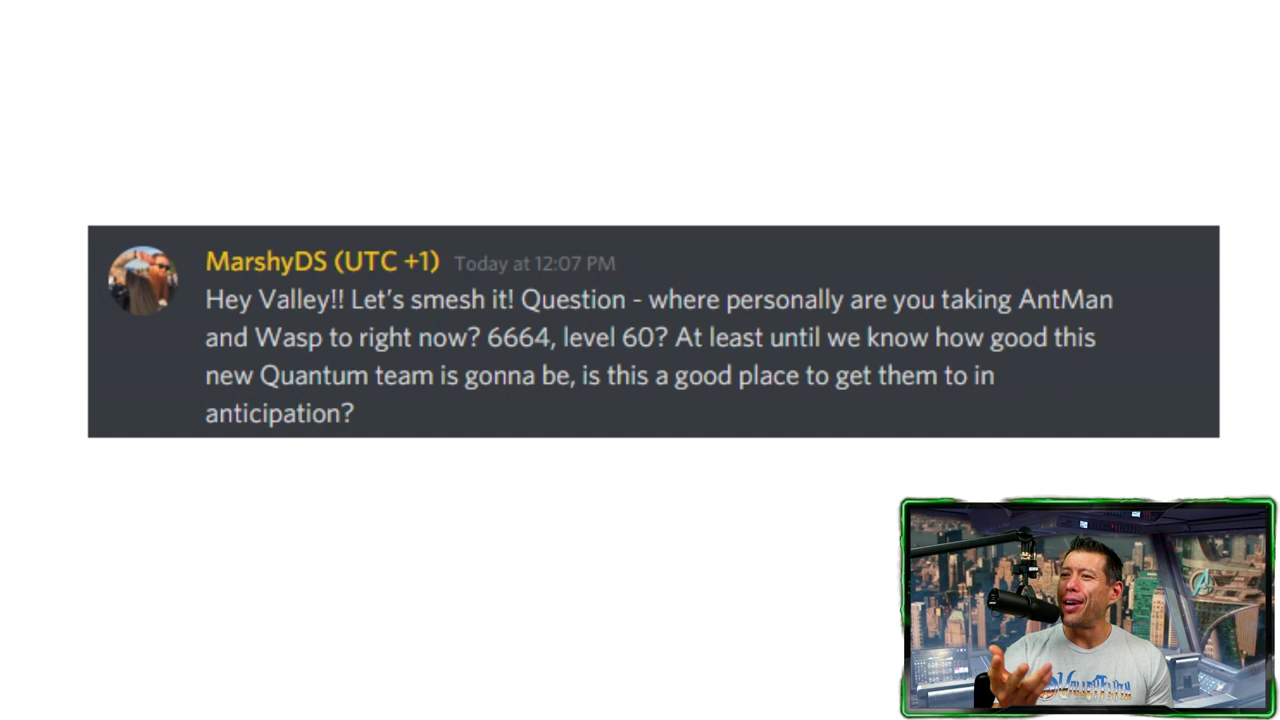 MarshyDS (UTC +1) Today at 12:07 PM
Hey Valley!! Let's smesh it! Question - where personally are you taking AntMan
and Wasp to right now? 6664, level 60? At least until we know how good this
new Quantum team is gonna be, is this a good place to get them to in
anticipation?